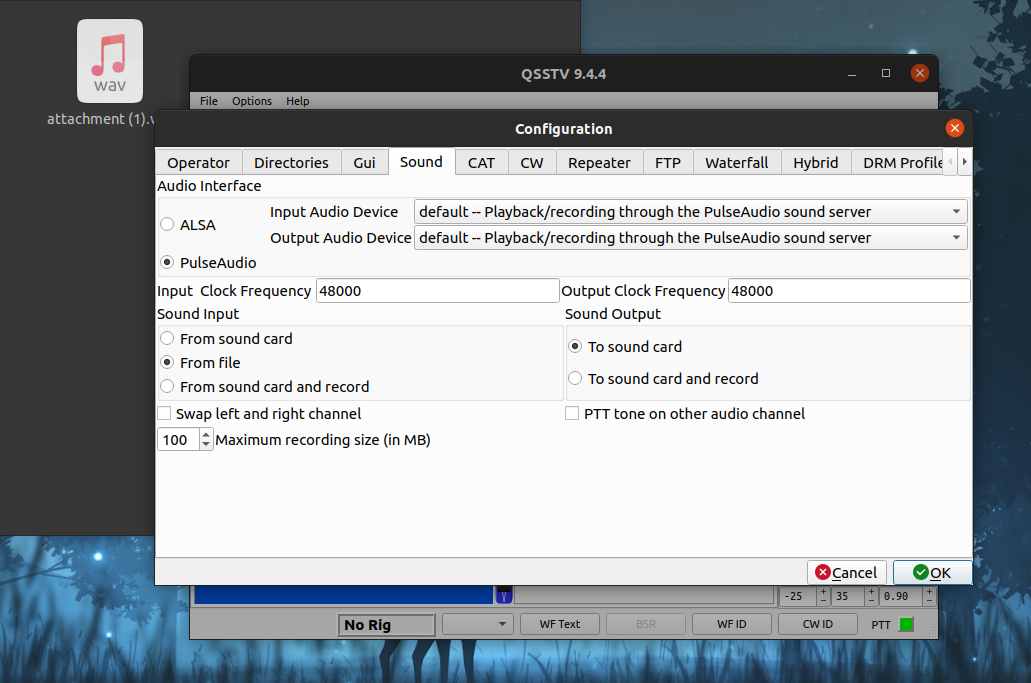 wav
attachment (1).v
QSSTV 9.4.4
File Options Help
Configuration
Operator Directories Gui Sound CAT CW Repeater FTP Waterfall Hybrid DRM Profile
Audio Interface
ALSA
Input Audio Device default -- Playback/recording through the PulseAudio sound server
Output Audio Device default -- Playback/recording through the PulseAudio sound server
PulseAudio
Input Clock Frequency 48000 Output Clock Frequency 48000
Sound Input Sound Output
From sound card
To sound card
From file
To sound card and record
From sound card and record
Swap left and right channel PTT tone on other audio channel
100 Maximum recording size (in MB)
Cancel OK
-25 35 0.90
No Rig WF Text BSR WF ID CW ID PTT